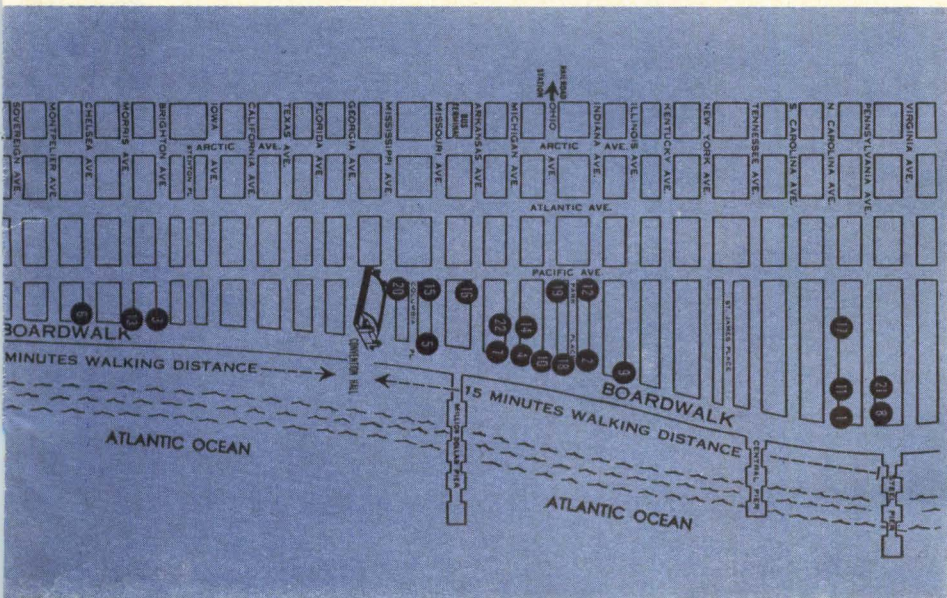 SOVEREIGN AVE
MONTPELIER AVE
CHELSEA AVE
MORRIS AVE
BRIGHTON AVE
STENTON PL.
IOWA AVE
CALIFORNIA AVE
TEXAS AVE
FLORIDA AVE
GEORGIA AVE
MISSISSIPPI AVE
MISSOURI AVE
BUS TERMINAL
ARKANSAS AVE
MICHIGAN AVE
RAILROAD STATION
OHIO AVE
INDIANA AVE.
ILLINOIS AVE
KENTUCKY AVE
NEW YORK AVE
TENNESSEE AVE
S. CAROLINA AVE.
N. CAROLINA AVE.
PENNSYLVANIA AVE.
VIRGINIA AVE
ARCTIC AVE.
ARCTIC AVE.
ATLANTIC AVE.
PACIFIC AVE.
COLUMBIA PL.
PARK PLACE
ST. JAMES PLACE
20 15 16 19 12
6 13 3 5 22 7 14 4 10 18 2 9 17 11 1 21 8
CONVENTION HALL
BOARDWALK
BOARDWALK
MINUTES WALKING DISTANCE
15 MINUTES WALKING DISTANCE
MILLION DOLLAR PIER
CENTRAL PIER
STEEL PIER
ATLANTIC OCEAN
ATLANTIC OCEAN